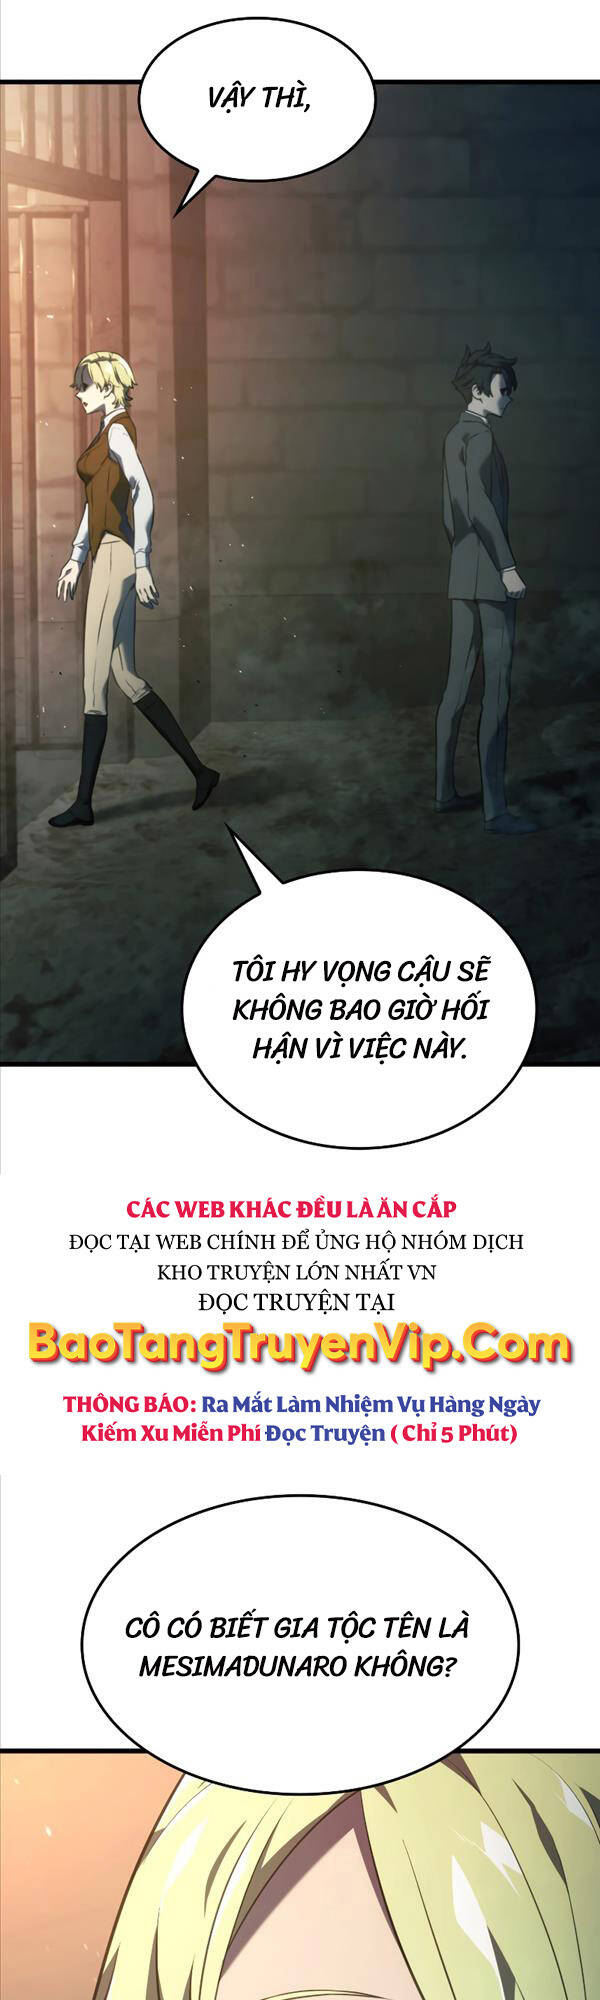 VẬY THÌ,
TÔI HY VỌNG CẬU SẼ
KHÔNG BAO GIỜ HỐI
HẬN VÌ VIỆC NÀY.
CÁC WEB KHÁC ĐỀU LÀ ĂN CẮP
ĐỌC TẠI WEB CHÍNH ĐỂ ỦNG HỘ NHÓM DỊCH
KHO TRUYỆN LỚN NHẤT VN
ĐỌC TRUYỆN TẠI
BaoTangTruyenVip.Com
THÔNG BÁO: Ra Mắt Làm Nhiệm Vụ Hàng Ngày
Kiếm Xu Miễn Phí Đọc Truyện ( Chỉ 5 Phút)
CÔ CÓ BIẾT GIA TỘC TÊN LÀ
MESIMADUNARO KHÔNG?